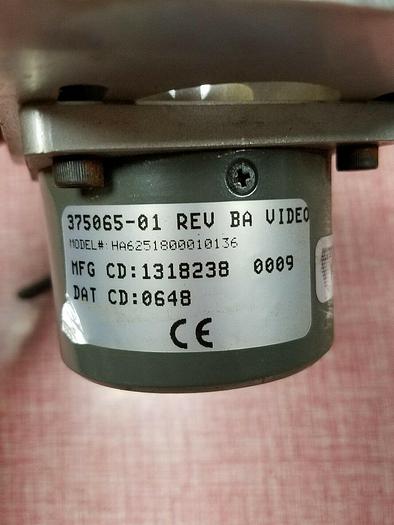 375065-01 REV BA VIDEO
MODEL#: HA6251800010136
MFG CD:1318238 0009
DAT CD:0648
CE